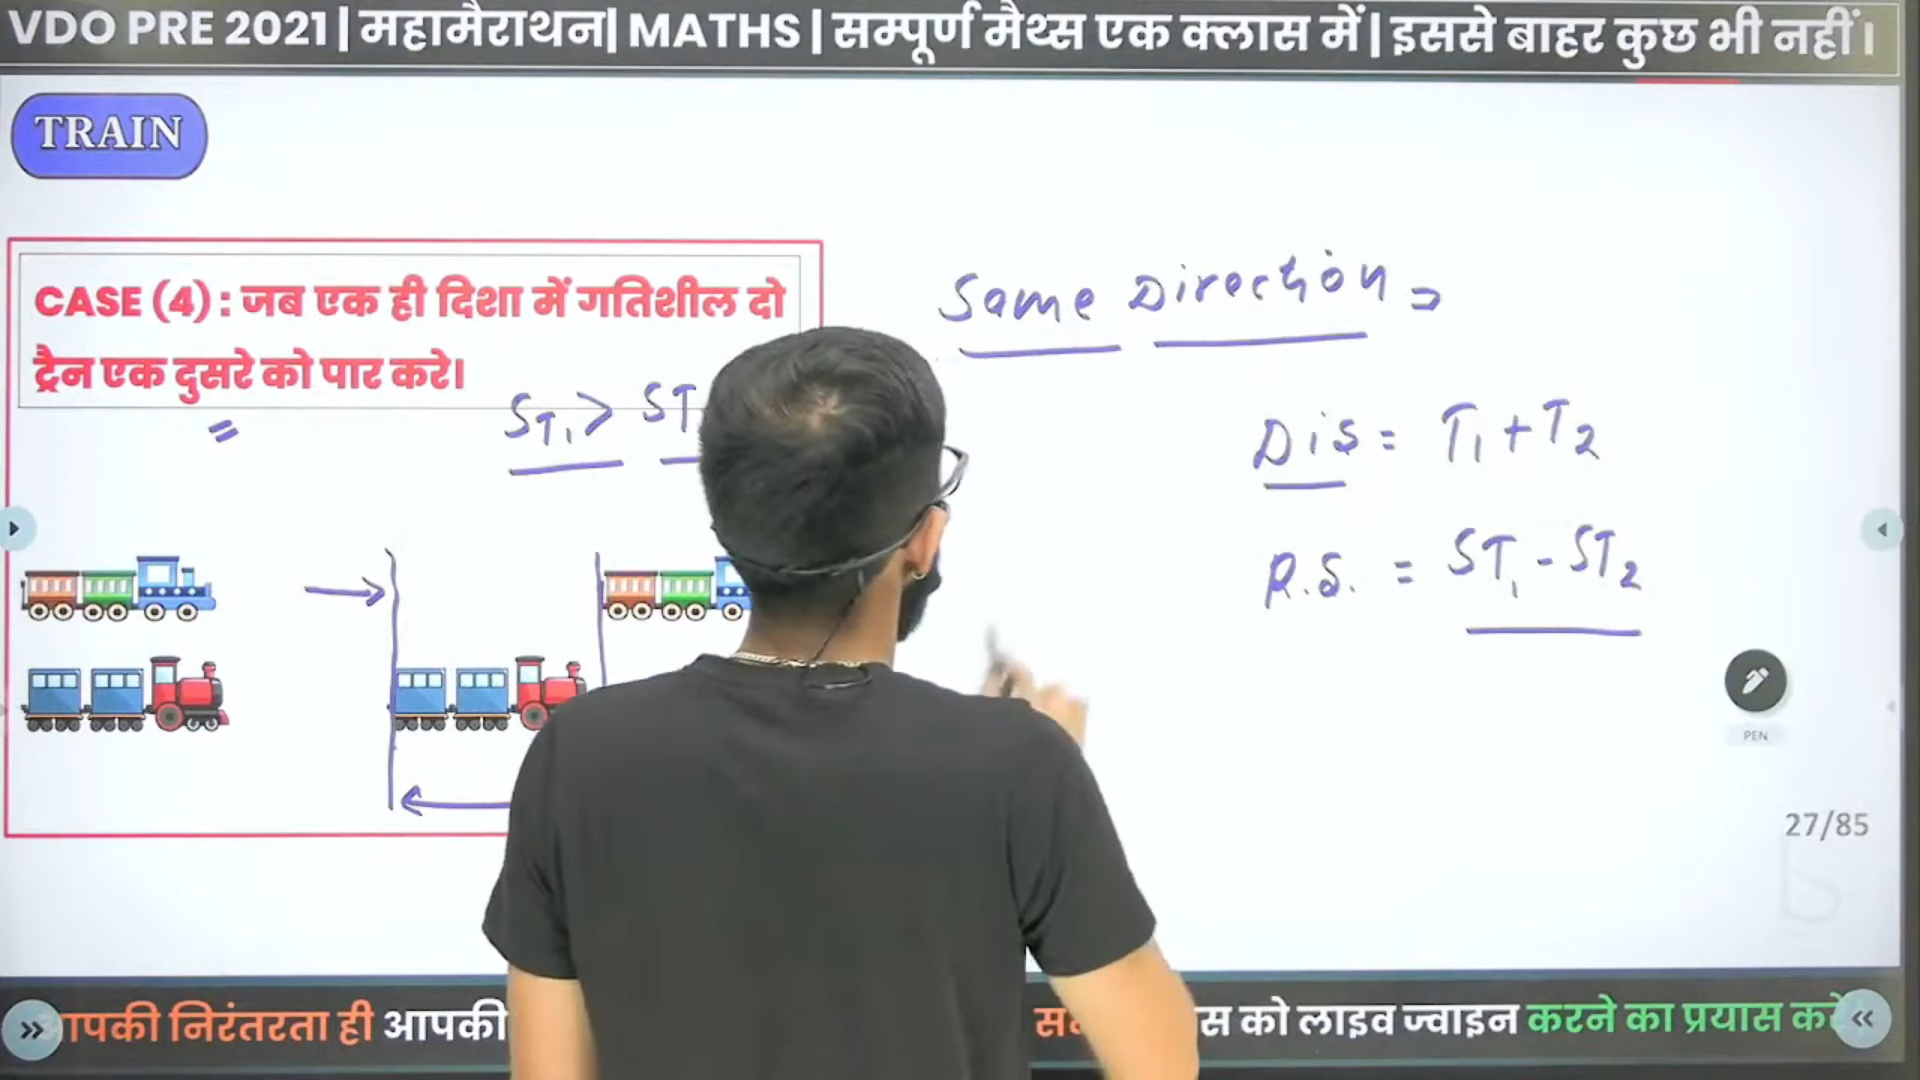 VDO PRE 2021 | महामैराथन| MATHS | सम्पूर्ण मैथ्स एक क्लास में | इससे बाहर कुछ भी नहीं।
TRAIN
CASE (4) : जब एक ही दिशा में गतिशील दो
ट्रैन एक दुसरे को पार करे।
=
ST₁ > ST
Same Direction =
Dis = T₁ + T₂
R.S. = ST₁ - ST₂
PEN
27/85
आपकी निरंतरता ही आपकी
स को लाइव ज्वाइन करने का प्रयास करें